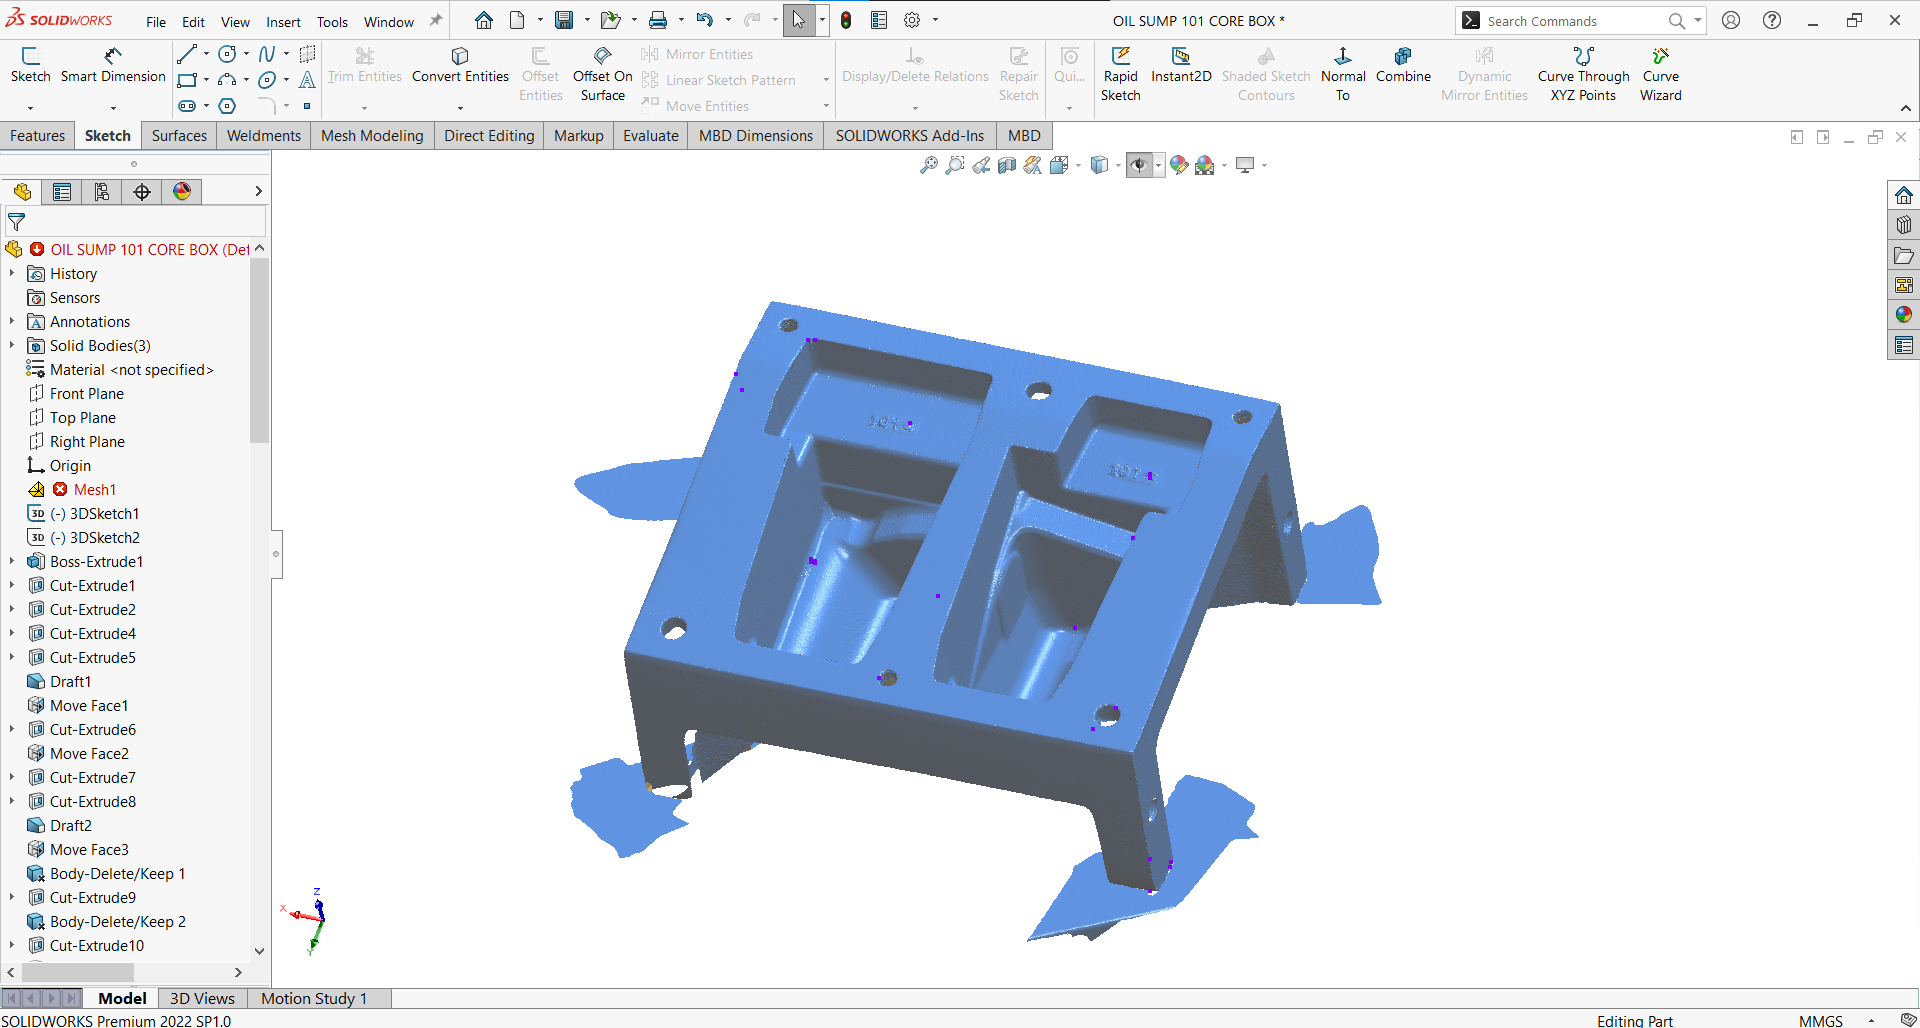 SOLIDWORKS File Edit View Insert Tools Window OIL SUMP 101 CORE BOX * Search Commands
Sketch Smart Dimension Trim Entities Convert Entities Offset Entities Offset On Surface Mirror Entities Linear Sketch Pattern Move Entities Display/Delete Relations Repair Sketch Qui... Rapid Sketch Instant2D Shaded Sketch Contours Normal To Combine Dynamic Mirror Entities Curve Through XYZ Points Curve Wizard
Features Sketch Surfaces Weldments Mesh Modeling Direct Editing Markup Evaluate MBD Dimensions SOLIDWORKS Add-Ins MBD
OIL SUMP 101 CORE BOX (Def
History
Sensors
Annotations
Solid Bodies(3)
Material <not specified>
Front Plane
Top Plane
Right Plane
Origin
Mesh1
3D (-) 3DSketch1
3D (-) 3DSketch2
Boss-Extrude1
Cut-Extrude1
Cut-Extrude2
Cut-Extrude4
Cut-Extrude5
Draft1
Move Face1
Cut-Extrude6
Move Face2
Cut-Extrude7
Cut-Extrude8
Draft2
Move Face3
Body-Delete/Keep 1
Cut-Extrude9
Body-Delete/Keep 2
Cut-Extrude10
Z
X
Y
Model 3D Views Motion Study 1
SOLIDWORKS Premium 2022 SP1.0 Editing Part MMGS